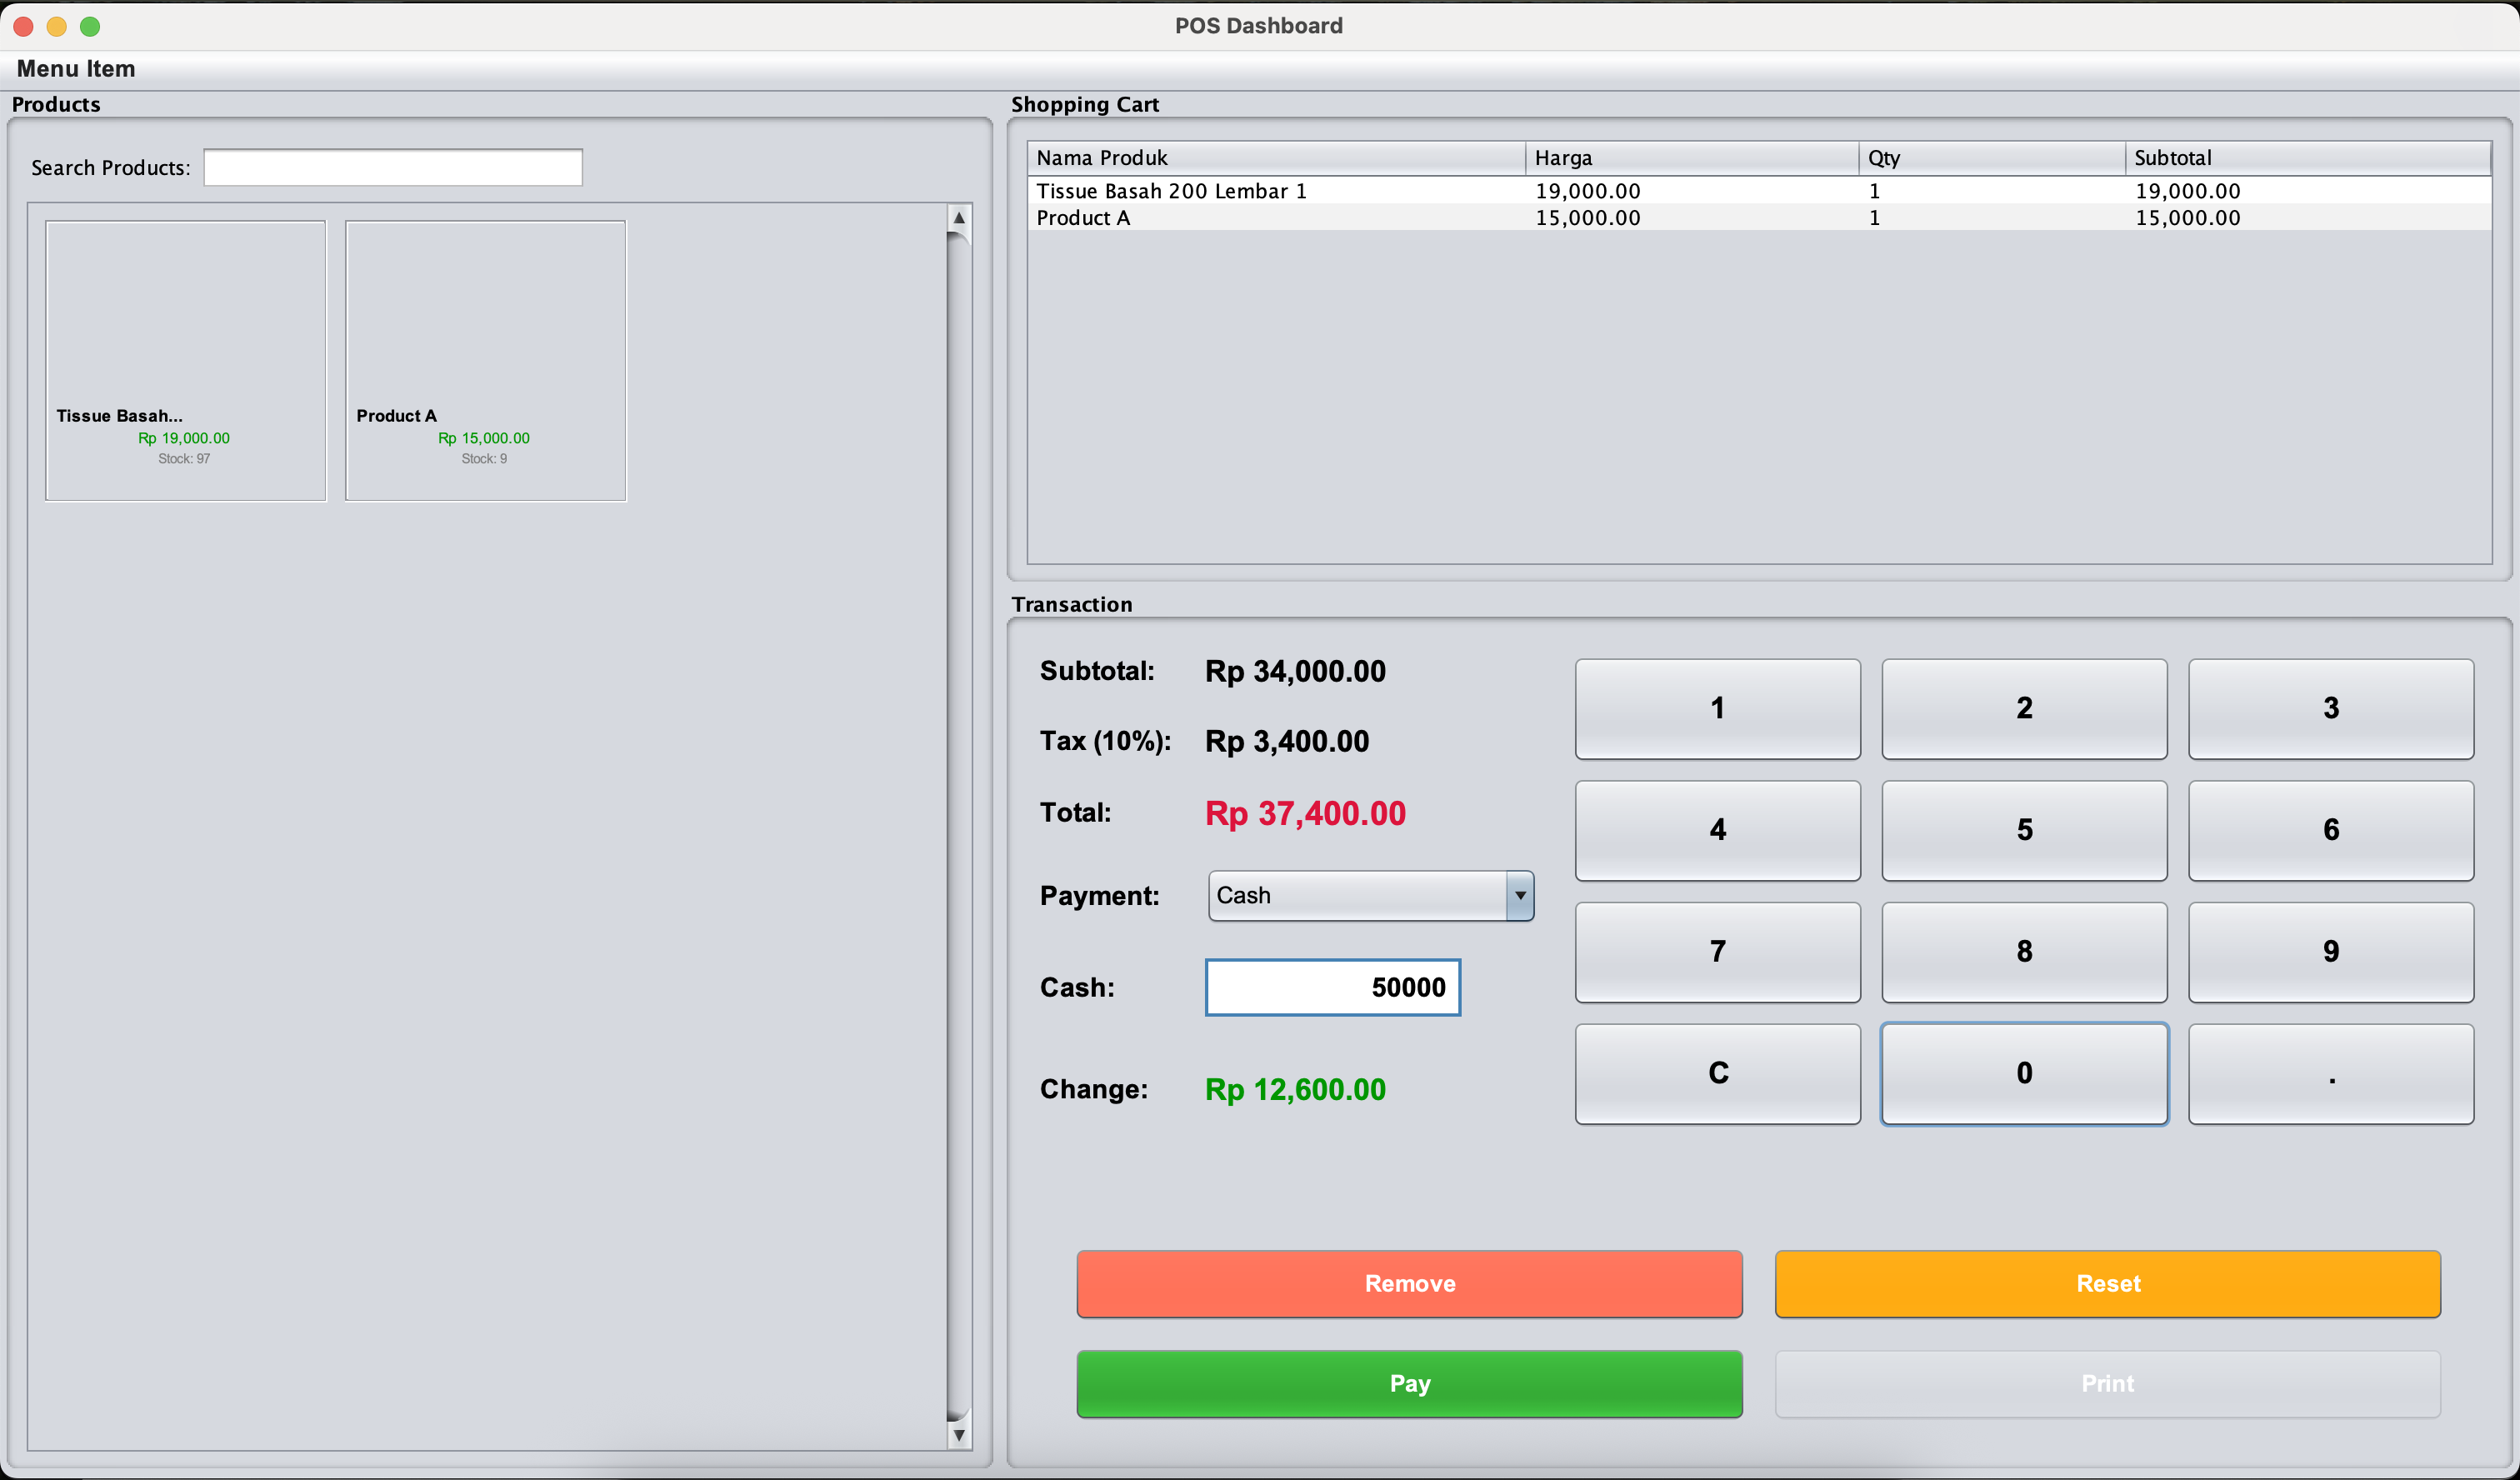 POS Dashboard
Menu Item
Products
Search Products:
Tissue Basah...
Rp 19,000.00
Stock: 97
Product A
Rp 15,000.00
Stock: 9
Shopping Cart
Nama Produk Harga Qty Subtotal
Tissue Basah 200 Lembar 1 19,000.00 1 19,000.00
Product A 15,000.00 1 15,000.00
Transaction
Subtotal: Rp 34,000.00
Tax (10%): Rp 3,400.00
Total: Rp 37,400.00
Payment: Cash
Cash: 50000
Change: Rp 12,600.00
1 2 3
4 5 6
7 8 9
C 0 .
Remove Reset
Pay Print